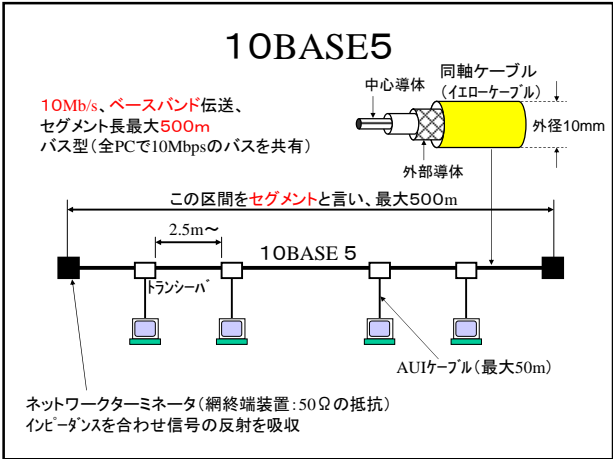 10BASE5
10Mb/s、ベースバンド伝送、
セグメント長最大500m
バス型(全PCで10Mbpsのバスを共有)
同軸ケーブル
(イエローケーブル)
中心導体
外径10mm
外部導体
この区間をセグメントと言い、最大500m
2.5m～
10BASE 5
トランシーバ
AUIケーブル(最大50m)
ネットワークターミネータ(網終端装置:50Ωの抵抗)
インピーダンスを合わせ信号の反射を吸収